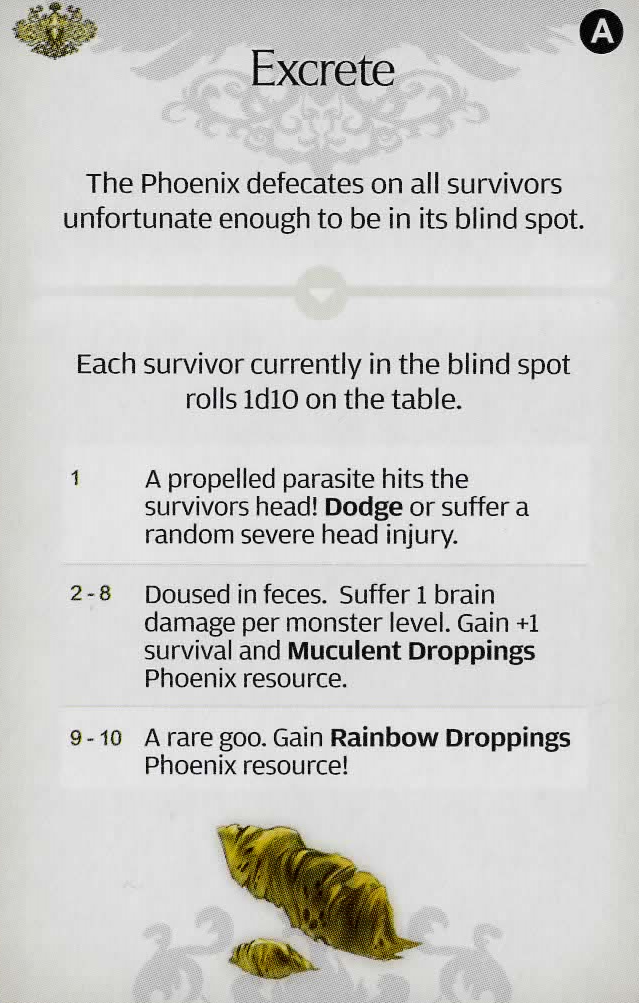 A
Excrete
The Phoenix defecates on all survivors
unfortunate enough to be in its blind spot.
Each survivor currently in the blind spot
rolls 1d10 on the table.
1 A propelled parasite hits the
survivors head! Dodge or suffer a
random severe head injury.
2 - 8 Doused in feces. Suffer 1 brain
damage per monster level. Gain +1
survival and Muculent Droppings
Phoenix resource.
9 - 10 A rare goo. Gain Rainbow Droppings
Phoenix resource!